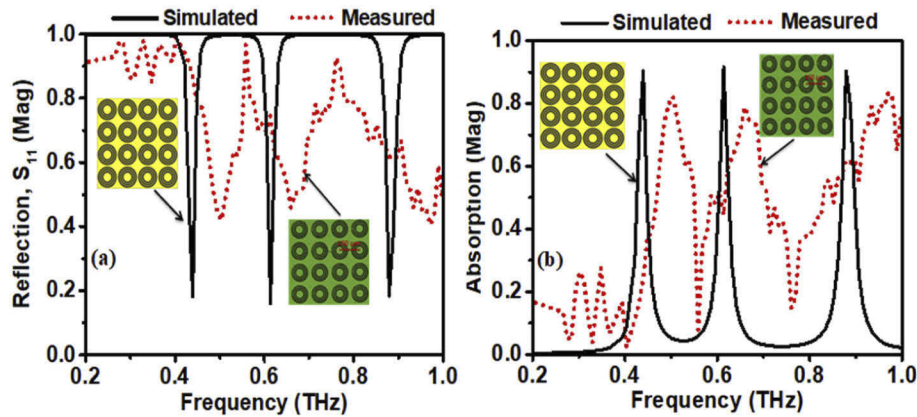 Simulated Measured
Reflection, S11 (Mag)
1.0
0.8
0.6
0.4
0.2
0.0
(a)
0.2 0.4 0.6 0.8 1.0
Frequency (THz)
Simulated Measured
Absorption (Mag)
1.0
0.8
0.6
0.4
0.2
0.0
(b)
0.2 0.4 0.6 0.8 1.0
Frequency (THz)